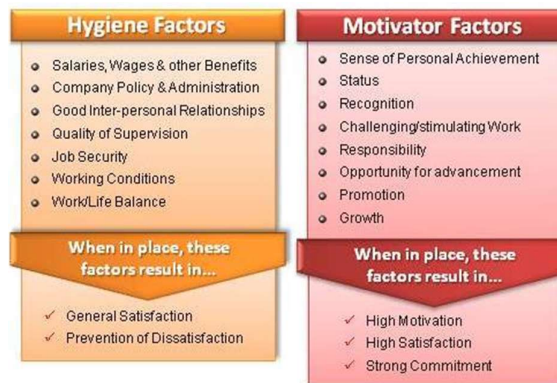 Hygiene Factors
Salaries, Wages & other Benefits
Company Policy & Administration
Good Inter-personal Relationships
Quality of Supervision
Job Security
Working Conditions
Work/Life Balance
When in place, these
factors result in...
General Satisfaction
Prevention of Dissatisfaction
Motivator Factors
Sense of Personal Achievement
Status
Recognition
Challenging/stimulating Work
Responsibility
Opportunity for advancement
Promotion
Growth
When in place, these
factors result in...
High Motivation
High Satisfaction
Strong Commitment